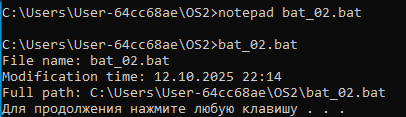 C:\Users\User-64cc68ae\OS2>notepad bat_02.bat
C:\Users\User-64cc68ae\OS2>bat_02.bat
File name: bat_02.bat
Modification time: 12.10.2025 22:14
Full path: C:\Users\User-64cc68ae\OS2\bat_02.bat
Для продолжения нажмите любую клавишу . . .